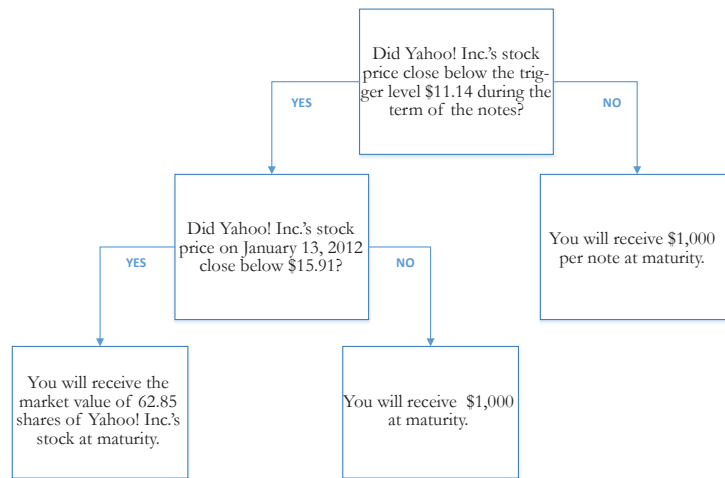 Did Yahoo! Inc.'s stock
price close below the trig-
ger level $11.14 during the
term of the notes?
YES
NO
Did Yahoo! Inc.'s stock
price on January 13, 2012
close below $15.91?
You will receive $1,000
per note at maturity.
YES
NO
You will receive the
market value of 62.85
shares of Yahoo! Inc.'s
stock at maturity.
You will receive $1,000
at maturity.